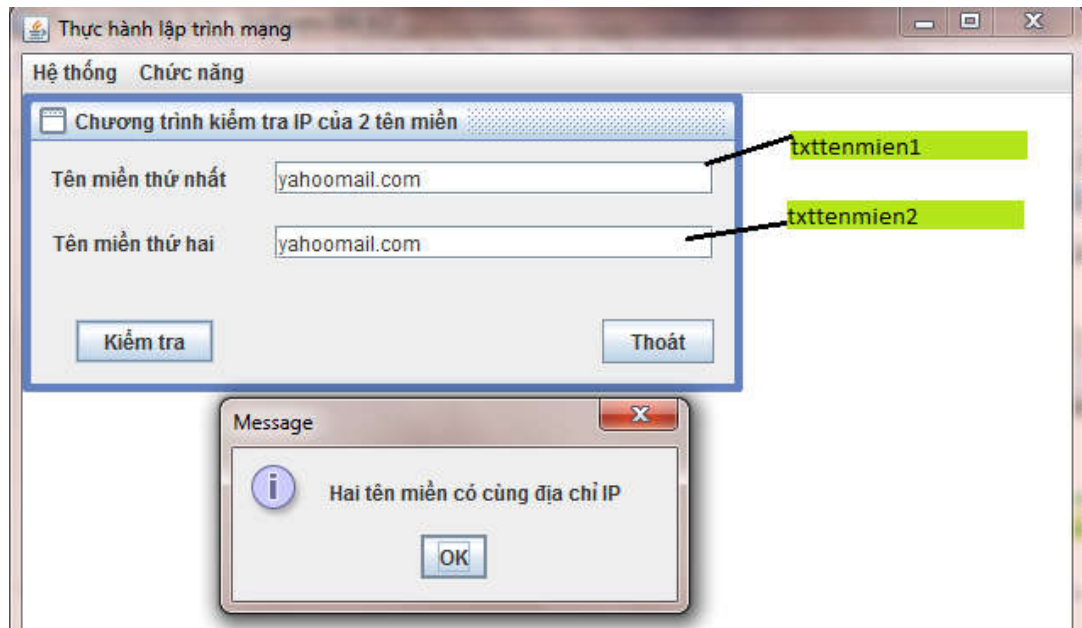 Thực hành lập trình mạng
Hệ thống Chức năng
Chương trình kiểm tra IP của 2 tên miền
Tên miền thứ nhất yahoomail.com
txttenmien1
Tên miền thứ hai yahoomail.com
txttenmien2
Kiểm tra Thoát
Message
Hai tên miền có cùng địa chỉ IP
OK